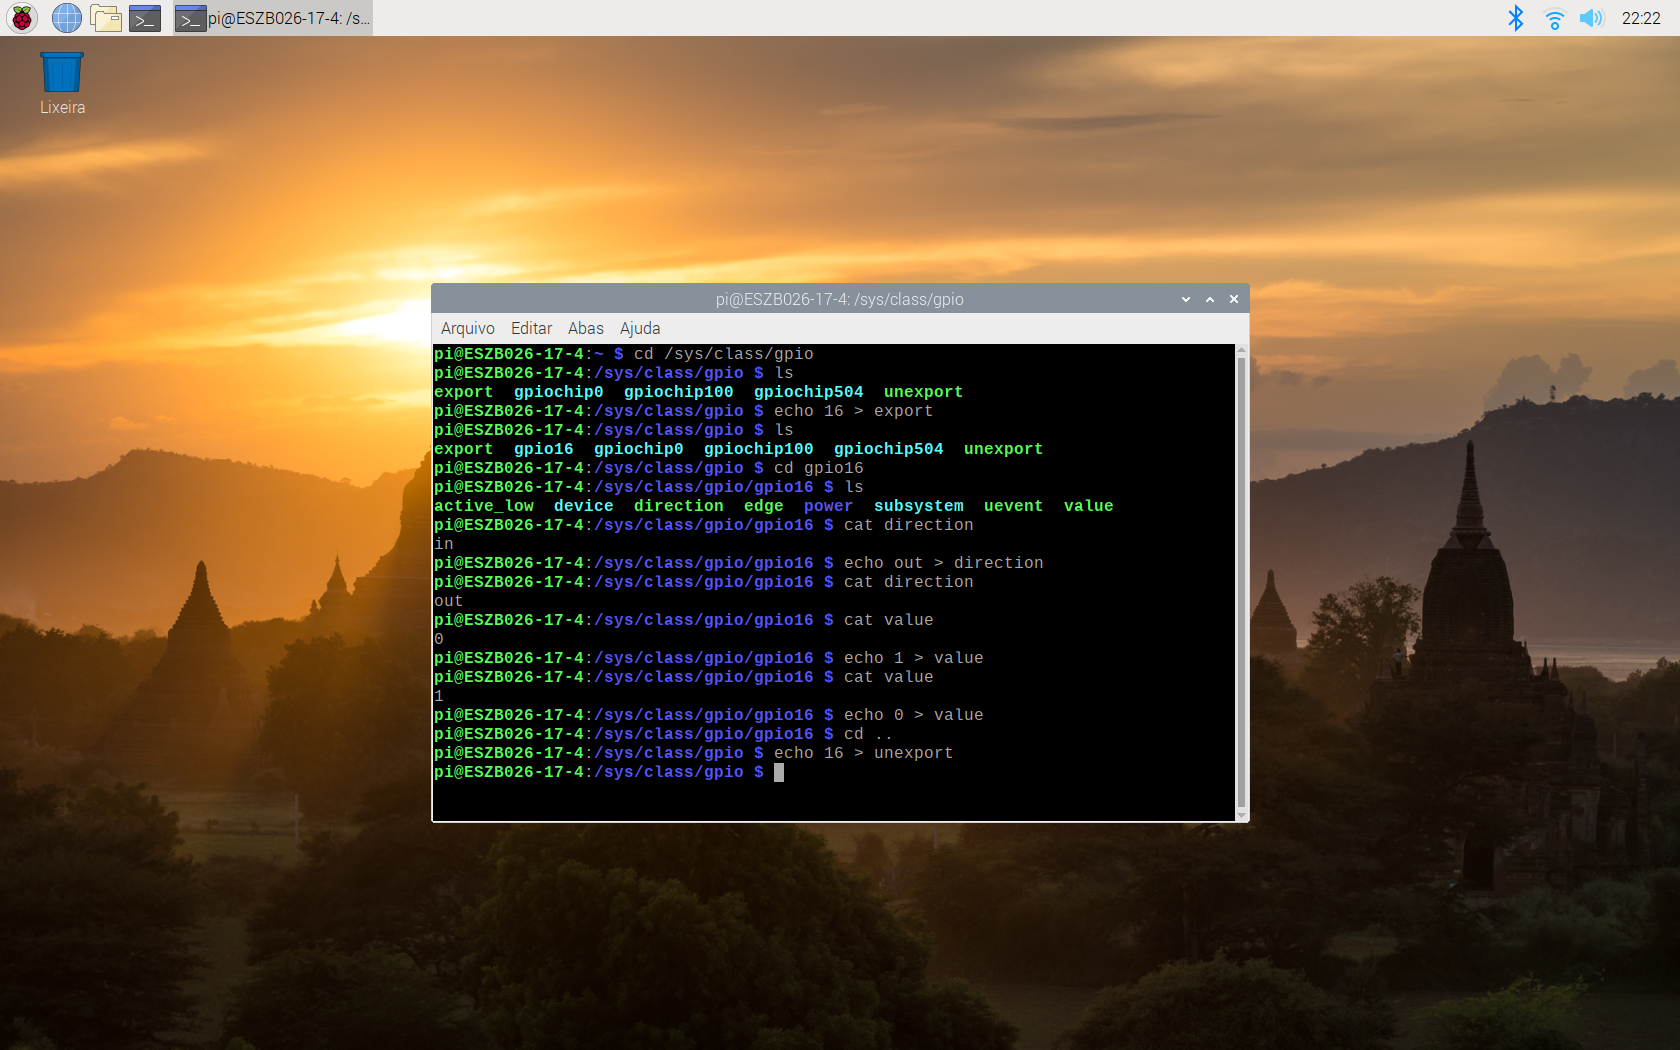 pi@ESZB026-17-4: /s...
22:22
Lixeira
pi@ESZB026-17-4: /sys/class/gpio
Arquivo Editar Abas Ajuda
pi@ESZB026-17-4:~ $ cd /sys/class/gpio
pi@ESZB026-17-4:/sys/class/gpio $ ls
export  gpiochip0  gpiochip100  gpiochip504  unexport
pi@ESZB026-17-4:/sys/class/gpio $ echo 16 > export
pi@ESZB026-17-4:/sys/class/gpio $ ls
export  gpio16  gpiochip0  gpiochip100  gpiochip504  unexport
pi@ESZB026-17-4:/sys/class/gpio $ cd gpio16
pi@ESZB026-17-4:/sys/class/gpio/gpio16 $ ls
active_low  device  direction  edge  power  subsystem  uevent  value
pi@ESZB026-17-4:/sys/class/gpio/gpio16 $ cat direction
in
pi@ESZB026-17-4:/sys/class/gpio/gpio16 $ echo out > direction
pi@ESZB026-17-4:/sys/class/gpio/gpio16 $ cat direction
out
pi@ESZB026-17-4:/sys/class/gpio/gpio16 $ cat value
0
pi@ESZB026-17-4:/sys/class/gpio/gpio16 $ echo 1 > value
pi@ESZB026-17-4:/sys/class/gpio/gpio16 $ cat value
1
pi@ESZB026-17-4:/sys/class/gpio/gpio16 $ echo 0 > value
pi@ESZB026-17-4:/sys/class/gpio/gpio16 $ cd ..
pi@ESZB026-17-4:/sys/class/gpio $ echo 16 > unexport
pi@ESZB026-17-4:/sys/class/gpio $